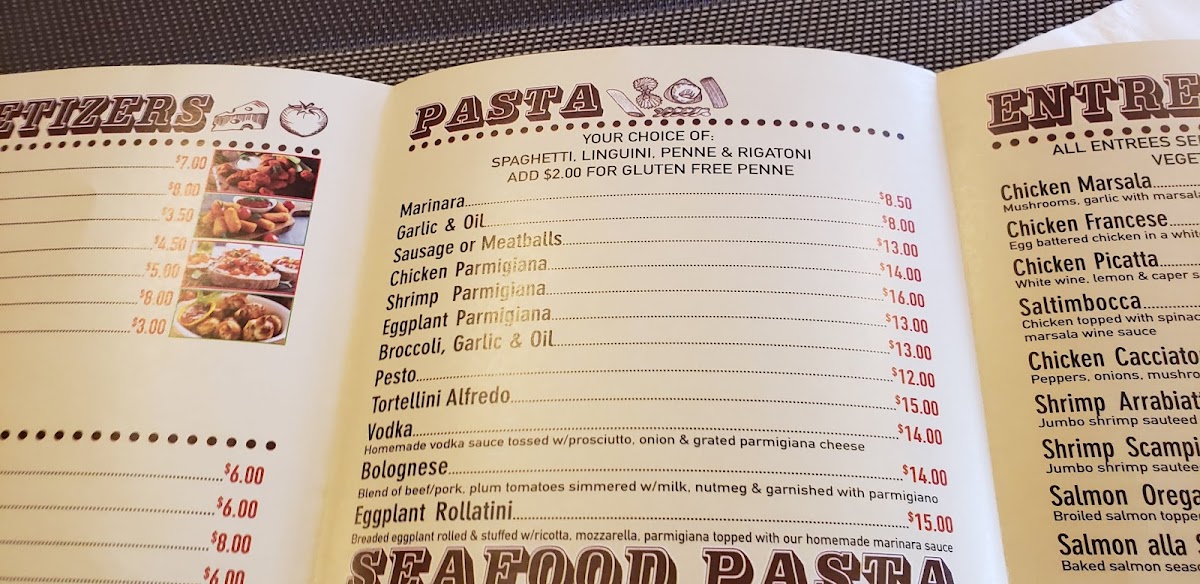 ETIZERS
$7.00
$8.00
$3.50
$4.50
$5.00
$8.00
$3.00
$6.00
$6.00
$8.00
$6.00
PASTA
YOUR CHOICE OF:
SPAGHETTI, LINGUINI, PENNE & RIGATONI
ADD $2.00 FOR GLUTEN FREE PENNE
Marinara $8.50
Garlic & Oil $8.00
Sausage or Meatballs $13.00
Chicken Parmigiana $14.00
Shrimp Parmigiana $16.00
Eggplant Parmigiana $13.00
Broccoli, Garlic & Oil $13.00
Pesto $12.00
Tortellini Alfredo $15.00
Vodka $14.00
Homemade vodka sauce tossed w/prosciutto, onion & grated parmigiana cheese
Bolognese $14.00
Blend of beef/pork, plum tomatoes simmered w/milk, nutmeg & garnished with parmigiano
Eggplant Rollatini $15.00
Breaded eggplant rolled & stuffed w/ricotta, mozzarella, parmigiana topped with our homemade marinara sauce
SEAFOOD PASTA
ENTRE
ALL ENTREES SE
VEGE
Chicken Marsala
Mushrooms, garlic with marsala
Chicken Francese
Egg battered chicken in a whit
Chicken Picatta
White wine, lemon & caper s
Saltimbocca
Chicken topped with spinac
marsala wine sauce
Chicken Cacciato
Peppers, onions, mushro
Shrimp Arrabiat
Jumbo shrimp sauteed
Shrimp Scampi
Jumbo shrimp sautee
Salmon Orega
Broiled salmon toppe
Salmon alla S
Baked salmon seas